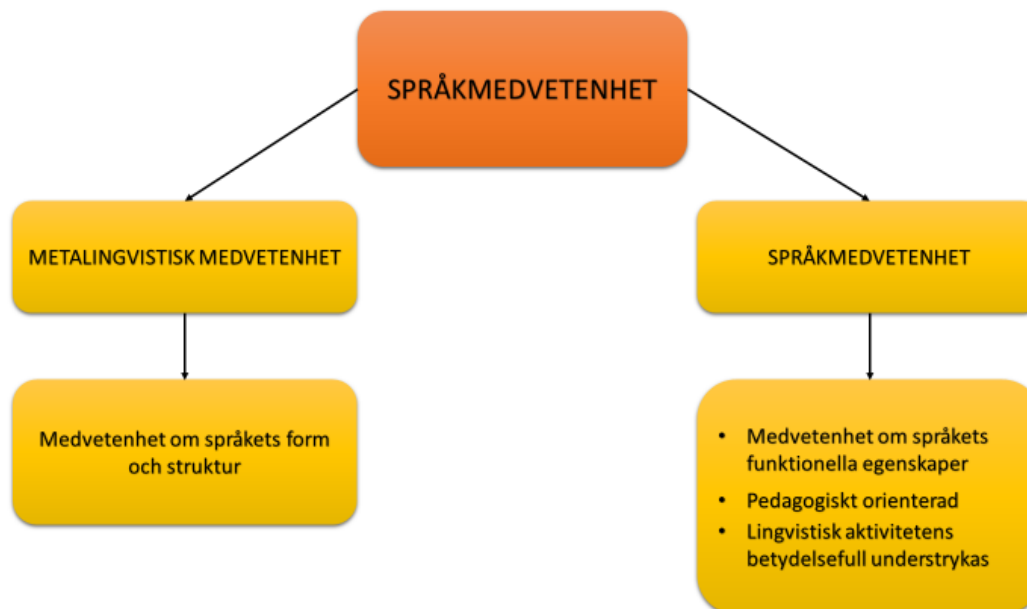 SPRÅKMEDVETENHET
METALINGVISTISK MEDVETENHET
SPRÅKMEDVETENHET
Medvetenhet om språkets form
och struktur
• Medvetenhet om språkets
funktionella egenskaper
• Pedagogiskt orienterad
• Lingvistisk aktivitetens
betydelsefull understrykas